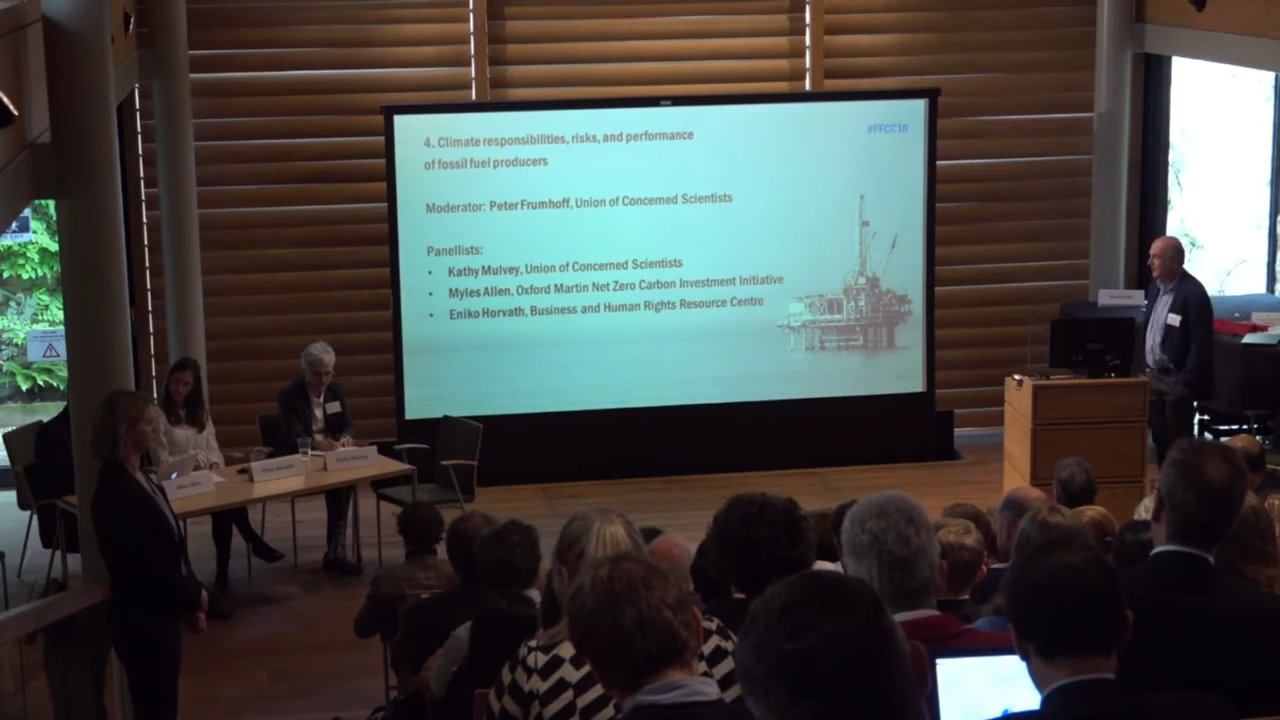 #FFCC16
4. Climate responsibilities, risks, and performance
of fossil fuel producers
Moderator: Peter Frumhoff, Union of Concerned Scientists
Panellists:
• Kathy Mulvey, Union of Concerned Scientists
• Myles Allen, Oxford Martin Net Zero Carbon Investment Initiative
• Eniko Horvath, Business and Human Rights Resource Centre